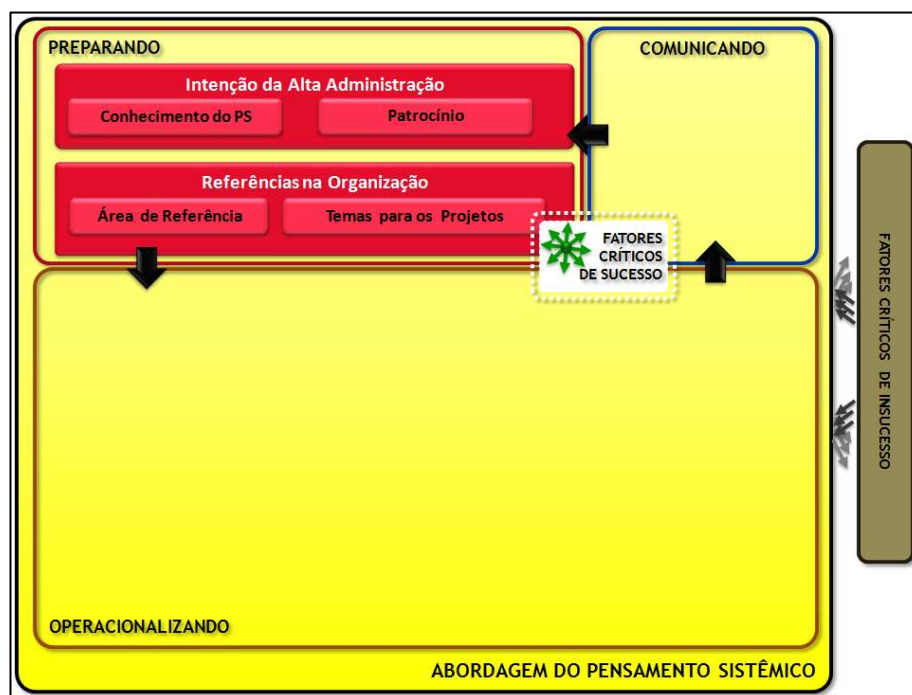 PREPARANDO
COMUNICANDO
Intenção da Alta Administração
Conhecimento do PS
Patrocínio
Referências na Organização
Área de Referência
Temas para os Projetos
FATORES
CRÍTICOS
DE SUCESSO
FATORES CRÍTICOS DE INSUCESSO
OPERACIONALIZANDO
ABORDAGEM DO PENSAMENTO SISTÊMICO